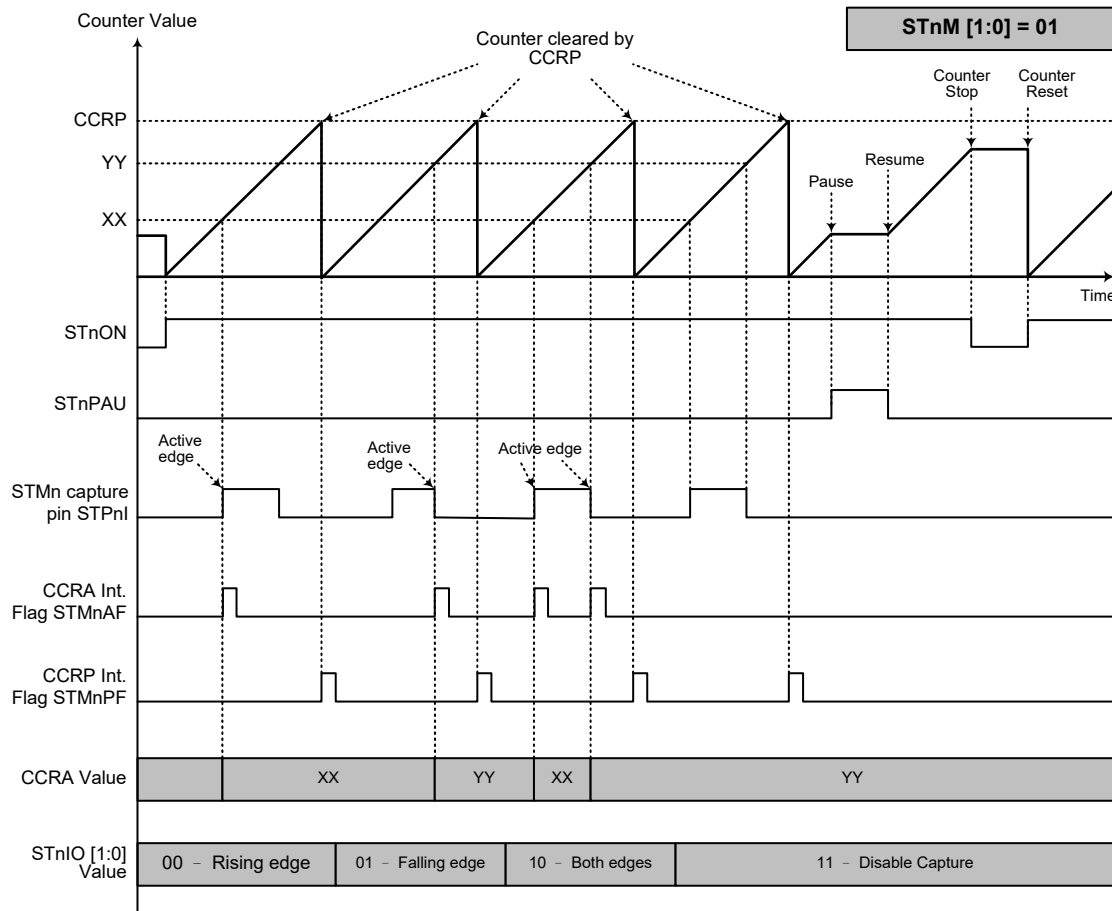 Counter Value
STnM [1:0] = 01
Counter cleared by
CCRP
Counter
Stop
Counter
Reset
CCRP
YY
XX
Pause
Resume
Time
STnON
STnPAU
Active
edge
Active
edge
Active edge
STMn capture
pin STPnI
CCRA Int.
Flag STMnAF
CCRP Int.
Flag STMnPF
CCRA Value
XX
YY
XX
YY
STnIO [1:0]
Value
00 – Rising edge
01 – Falling edge
10 – Both edges
11 – Disable Capture